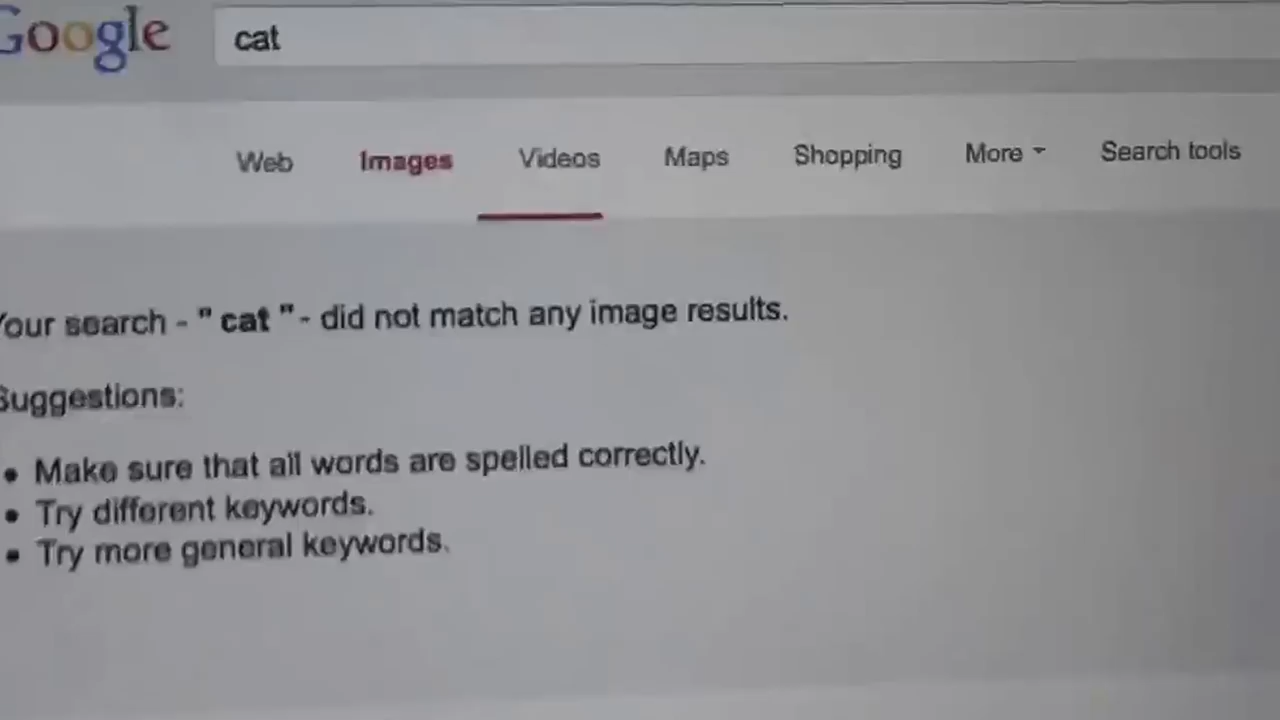 Google
cat
Web Images Videos Maps Shopping More Search tools
Your search - " cat " - did not match any image results.
Suggestions:
• Make sure that all words are spelled correctly.
• Try different keywords.
• Try more general keywords.